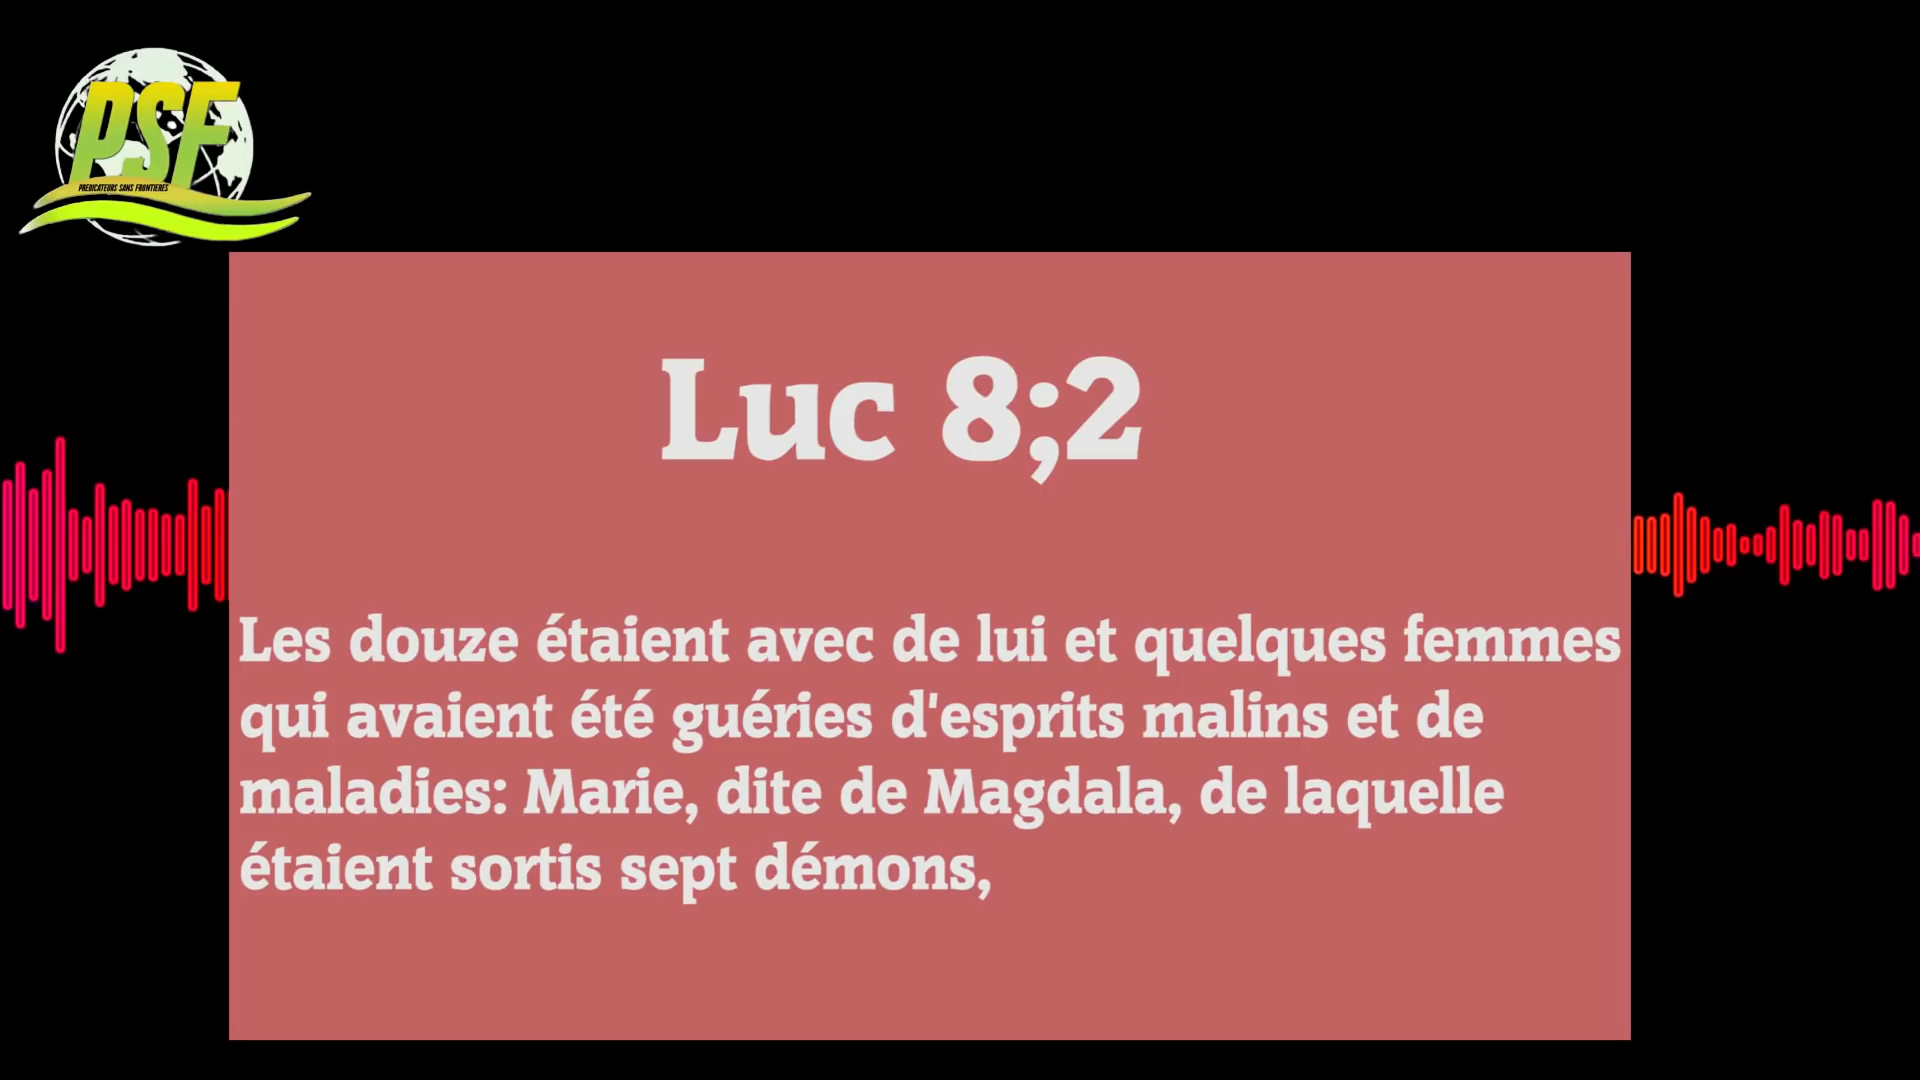 PSF
PREDICATEURS SANS FRONTIERES
Luc 8;2
Les douze étaient avec de lui et quelques femmes
qui avaient été guéries d'esprits malins et de
maladies: Marie, dite de Magdala, de laquelle
étaient sortis sept démons,